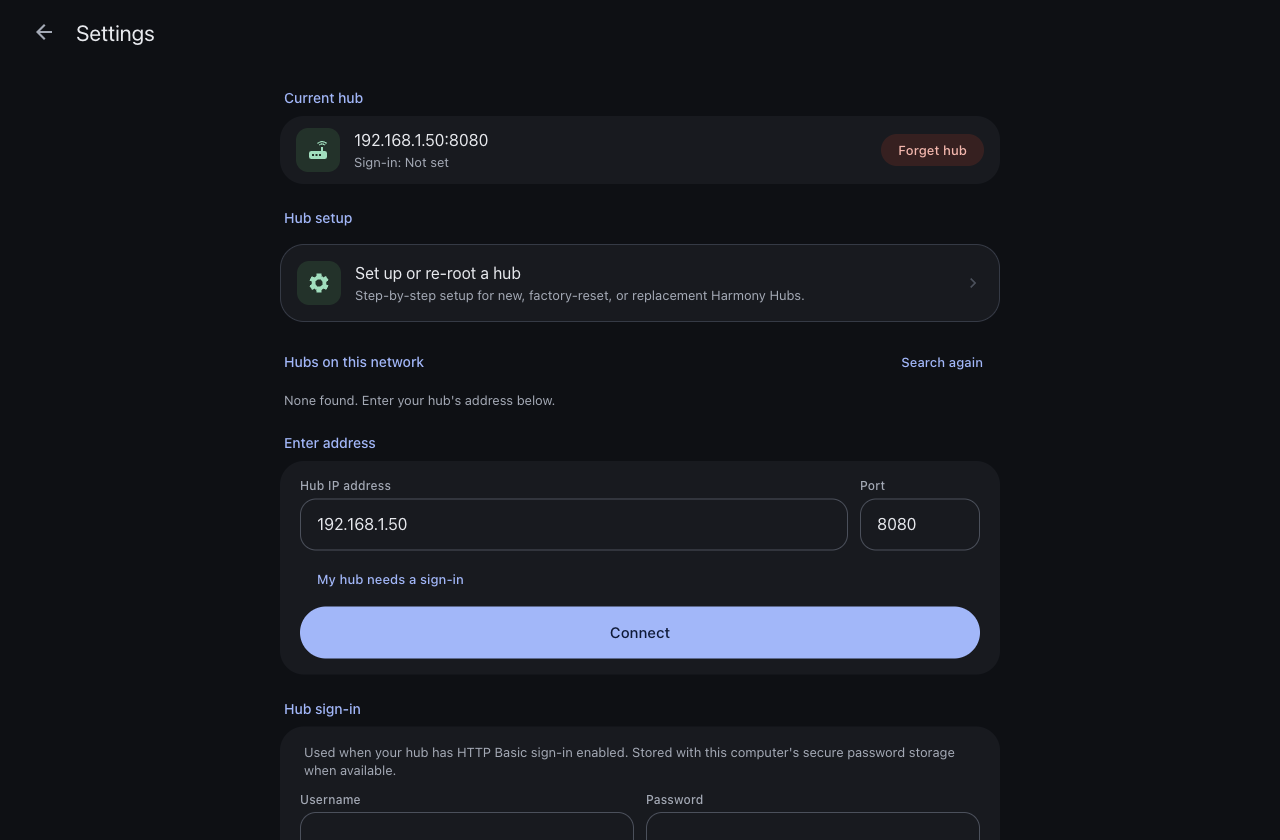 Settings
Current hub
192.168.1.50:8080
Sign-in: Not set
Forget hub
Hub setup
Set up or re-root a hub
Step-by-step setup for new, factory-reset, or replacement Harmony Hubs.
Hubs on this network
Search again
None found. Enter your hub's address below.
Enter address
Hub IP address
Port
192.168.1.50
8080
My hub needs a sign-in
Connect
Hub sign-in
Used when your hub has HTTP Basic sign-in enabled. Stored with this computer's secure password storage
when available.
Username
Password